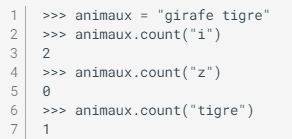 1 >>> animaux = "girafe tigre"
2 >>> animaux.count("i")
3 2
4 >>> animaux.count("z")
5 0
6 >>> animaux.count("tigre")
7 1